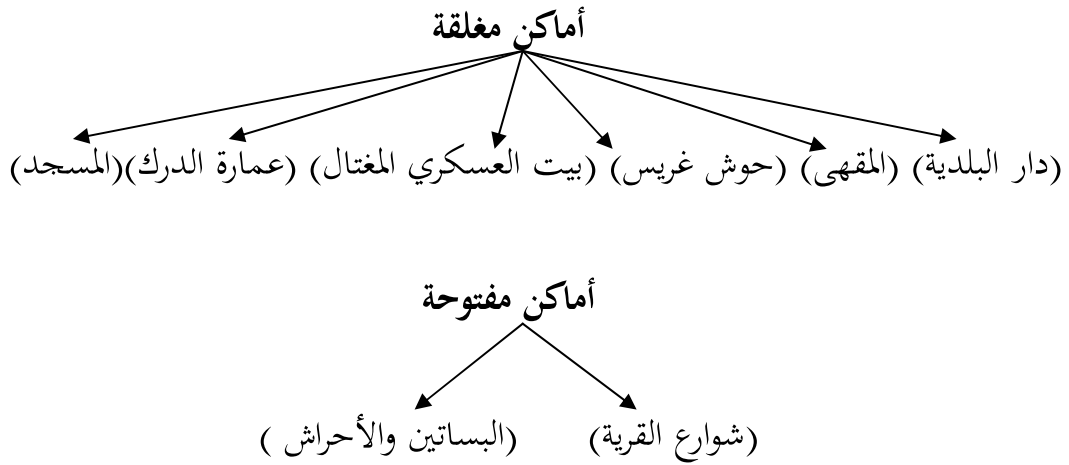 أماكن مغلقة
(دار البلدية) (المقهى) (حوش غريس) (بيت العسكري المغتال) (عمارة الدرك)(المسجد)
أماكن مفتوحة
(شوارع القرية) (البساتين والأحراش )